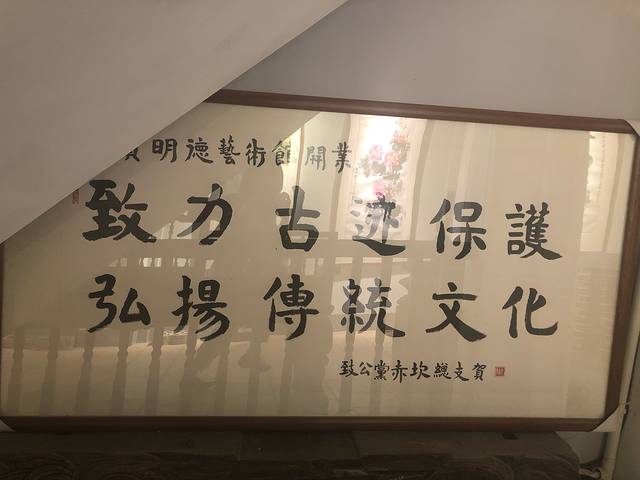 賀明德藝術館開業
致力古迹保護
弘揚傳統文化
致公黨赤坎總支賀